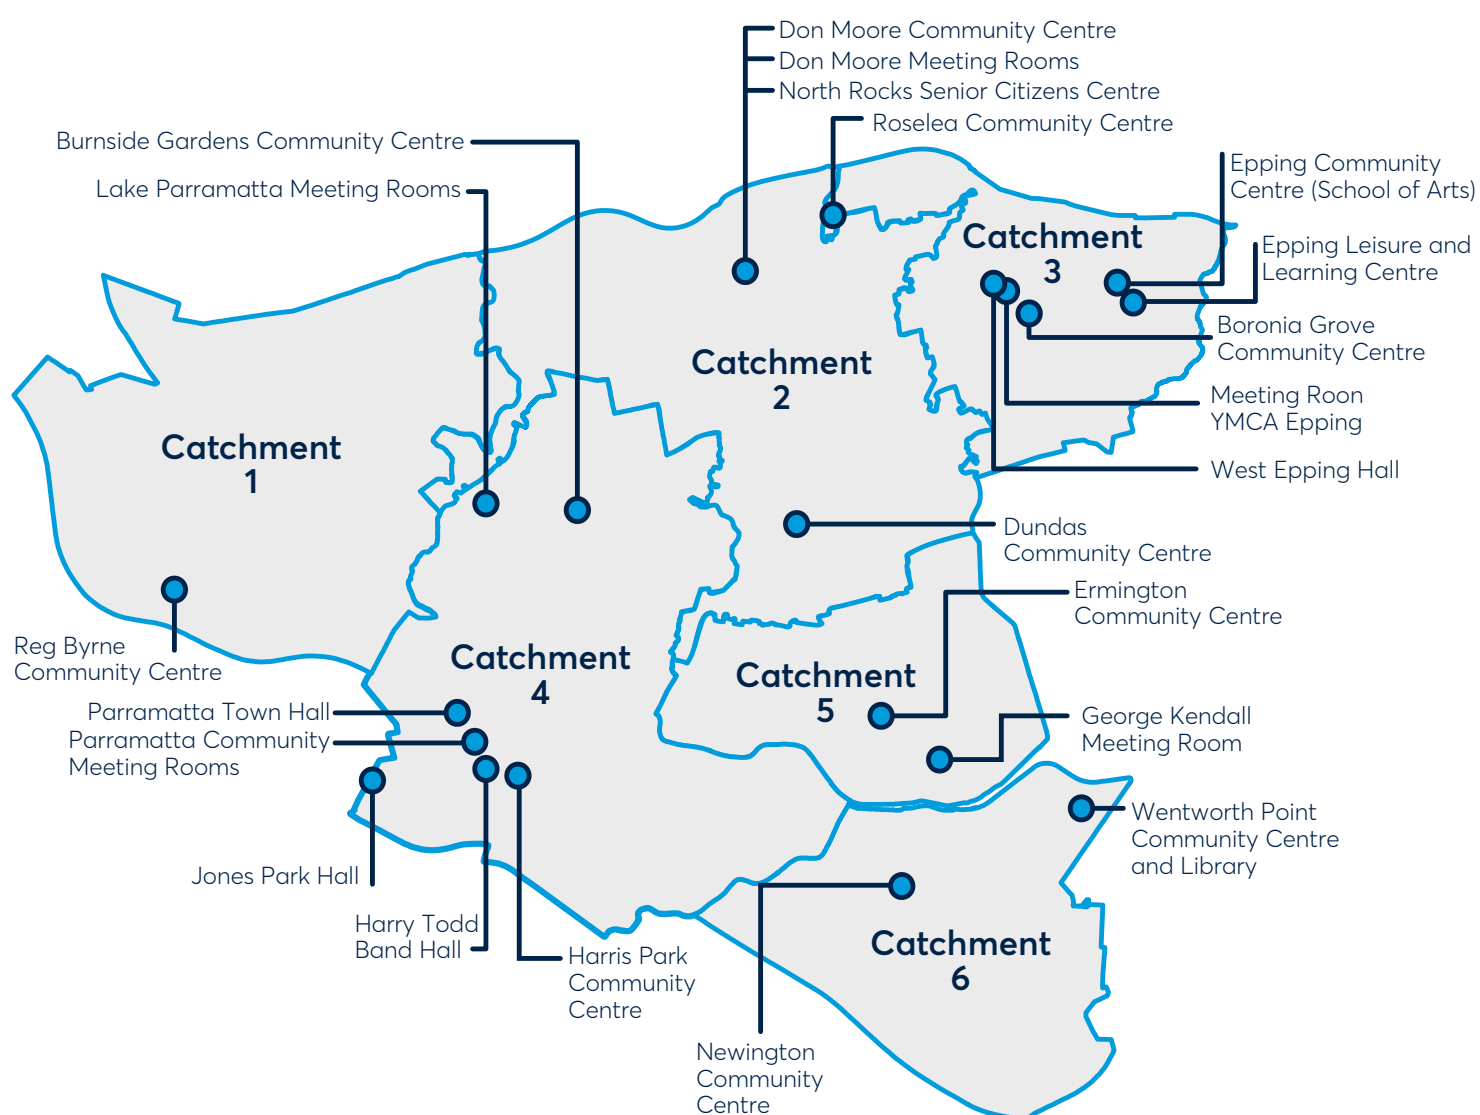 Don Moore Community Centre
Don Moore Meeting Rooms
North Rocks Senior Citizens Centre
Roselea Community Centre
Burnside Gardens Community Centre
Lake Parramatta Meeting Rooms
Epping Community
Centre (School of Arts)
Catchment
3
Epping Leisure and
Learning Centre
Boronia Grove
Community Centre
Catchment
2
Meeting Roon
YMCA Epping
Catchment
1
West Epping Hall
Dundas
Community Centre
Ermington
Community Centre
Reg Byrne
Community Centre
Catchment
4
Catchment
5
Parramatta Town Hall
Parramatta Community
Meeting Rooms
George Kendall
Meeting Room
Wentworth Point
Community Centre
and Library
Jones Park Hall
Harry Todd
Band Hall
Harris Park
Community
Centre
Catchment
6
Newington
Community
Centre